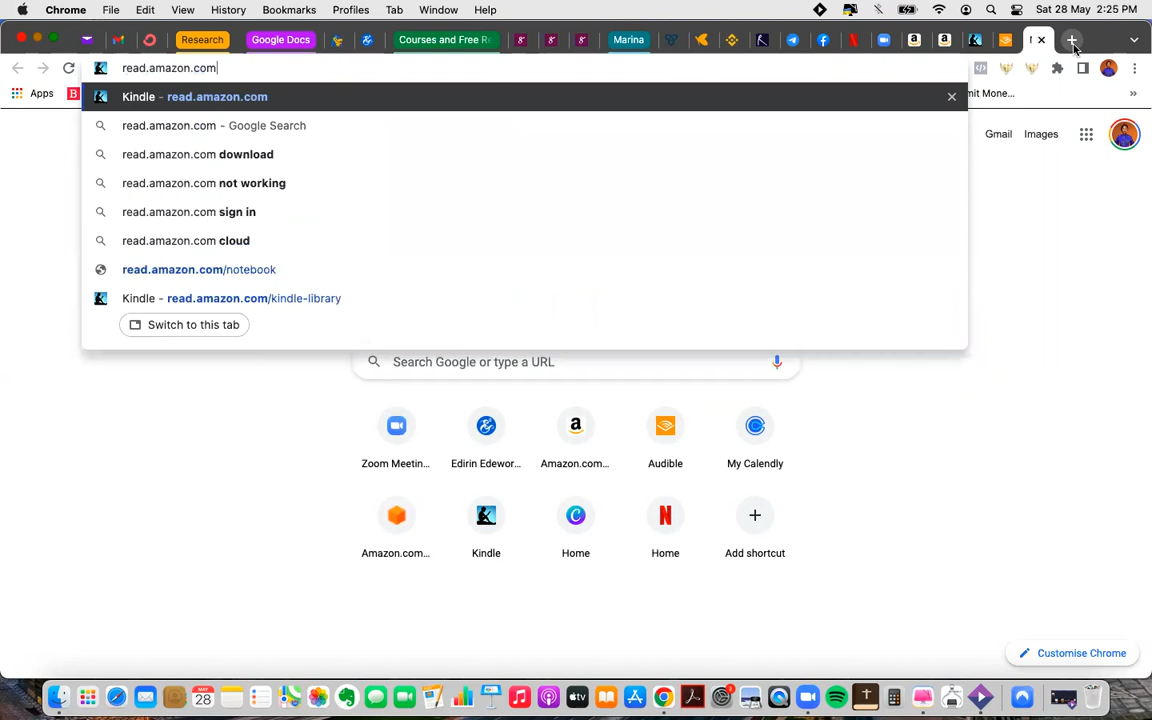 Chrome File Edit View History Bookmarks Profiles Tab Window Help Sat 28 May 2:25 PM
Research Google Docs Courses and Free Re Marina
read.amazon.com
Kindle - read.amazon.com
Apps mit Mone...
read.amazon.com - Google Search
Gmail Images
read.amazon.com download
read.amazon.com not working
read.amazon.com sign in
read.amazon.com cloud
read.amazon.com/notebook
Kindle - read.amazon.com/kindle-library
Switch to this tab
Search Google or type a URL
Zoom Meetin... Edirin Edewor... Amazon.com... Audible My Calendly
Amazon.com... Kindle Home Home Add shortcut
Customise Chrome
MAY
28